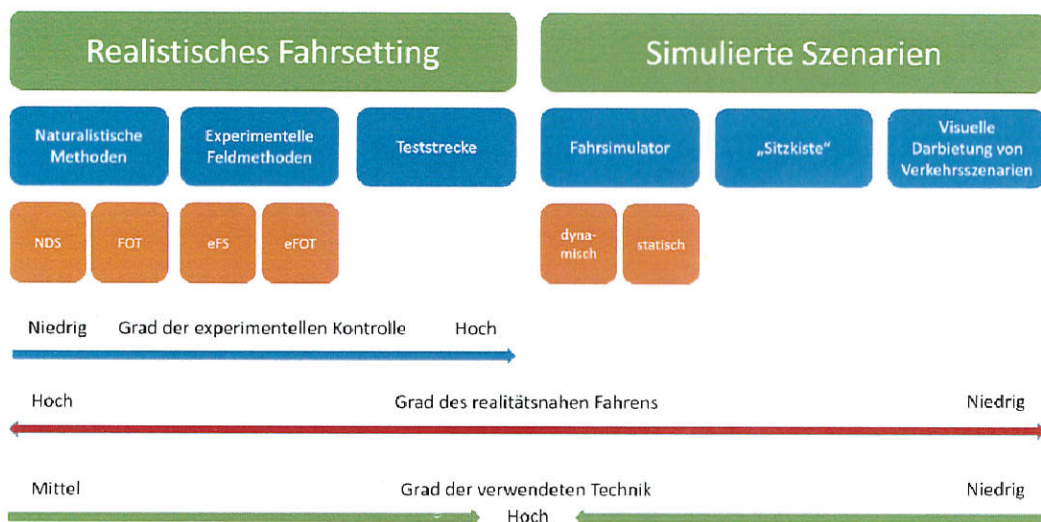 Realistisches Fahrsetting
Simulierte Szenarien
Naturalistische
Methoden
Experimentelle
Feldmethoden
Teststrecke
Fahrsimulator
„Sitzkiste“
Visuelle
Darbietung von
Verkehrsszenarien
NDS
FOT
eFS
eFOT
dyna-
misch
statisch
Niedrig Grad der experimentellen Kontrolle Hoch
Hoch Grad des realitätsnahen Fahrens Niedrig
Mittel Grad der verwendeten Technik Niedrig
Hoch